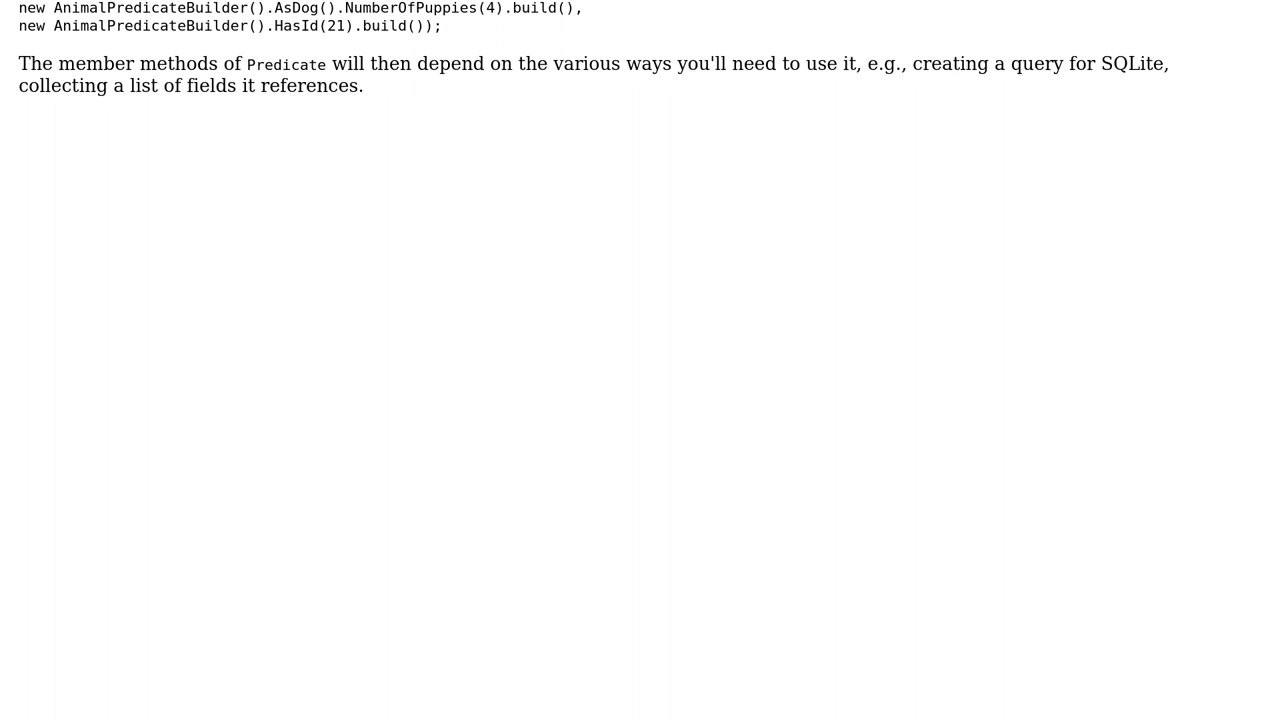 new AnimalPredicateBuilder().AsDog().NumberOfPuppies(4).build(),
new AnimalPredicateBuilder().HasId(21).build());
The member methods of Predicate will then depend on the various ways you'll need to use it, e.g., creating a query for SQLite,
collecting a list of fields it references.